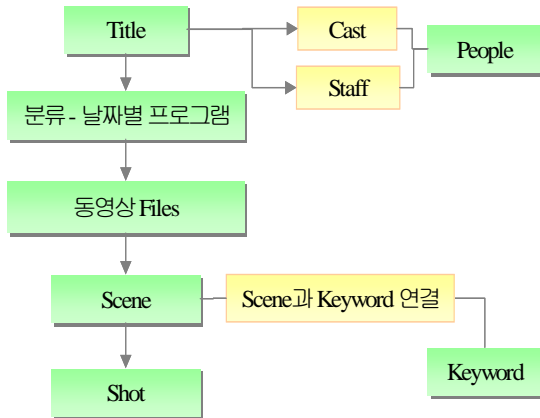 Title
Cast
People
Staff
분류 - 날짜별 프로그램
동영상 Files
Scene
Scene과 Keyword 연결
Shot
Keyword